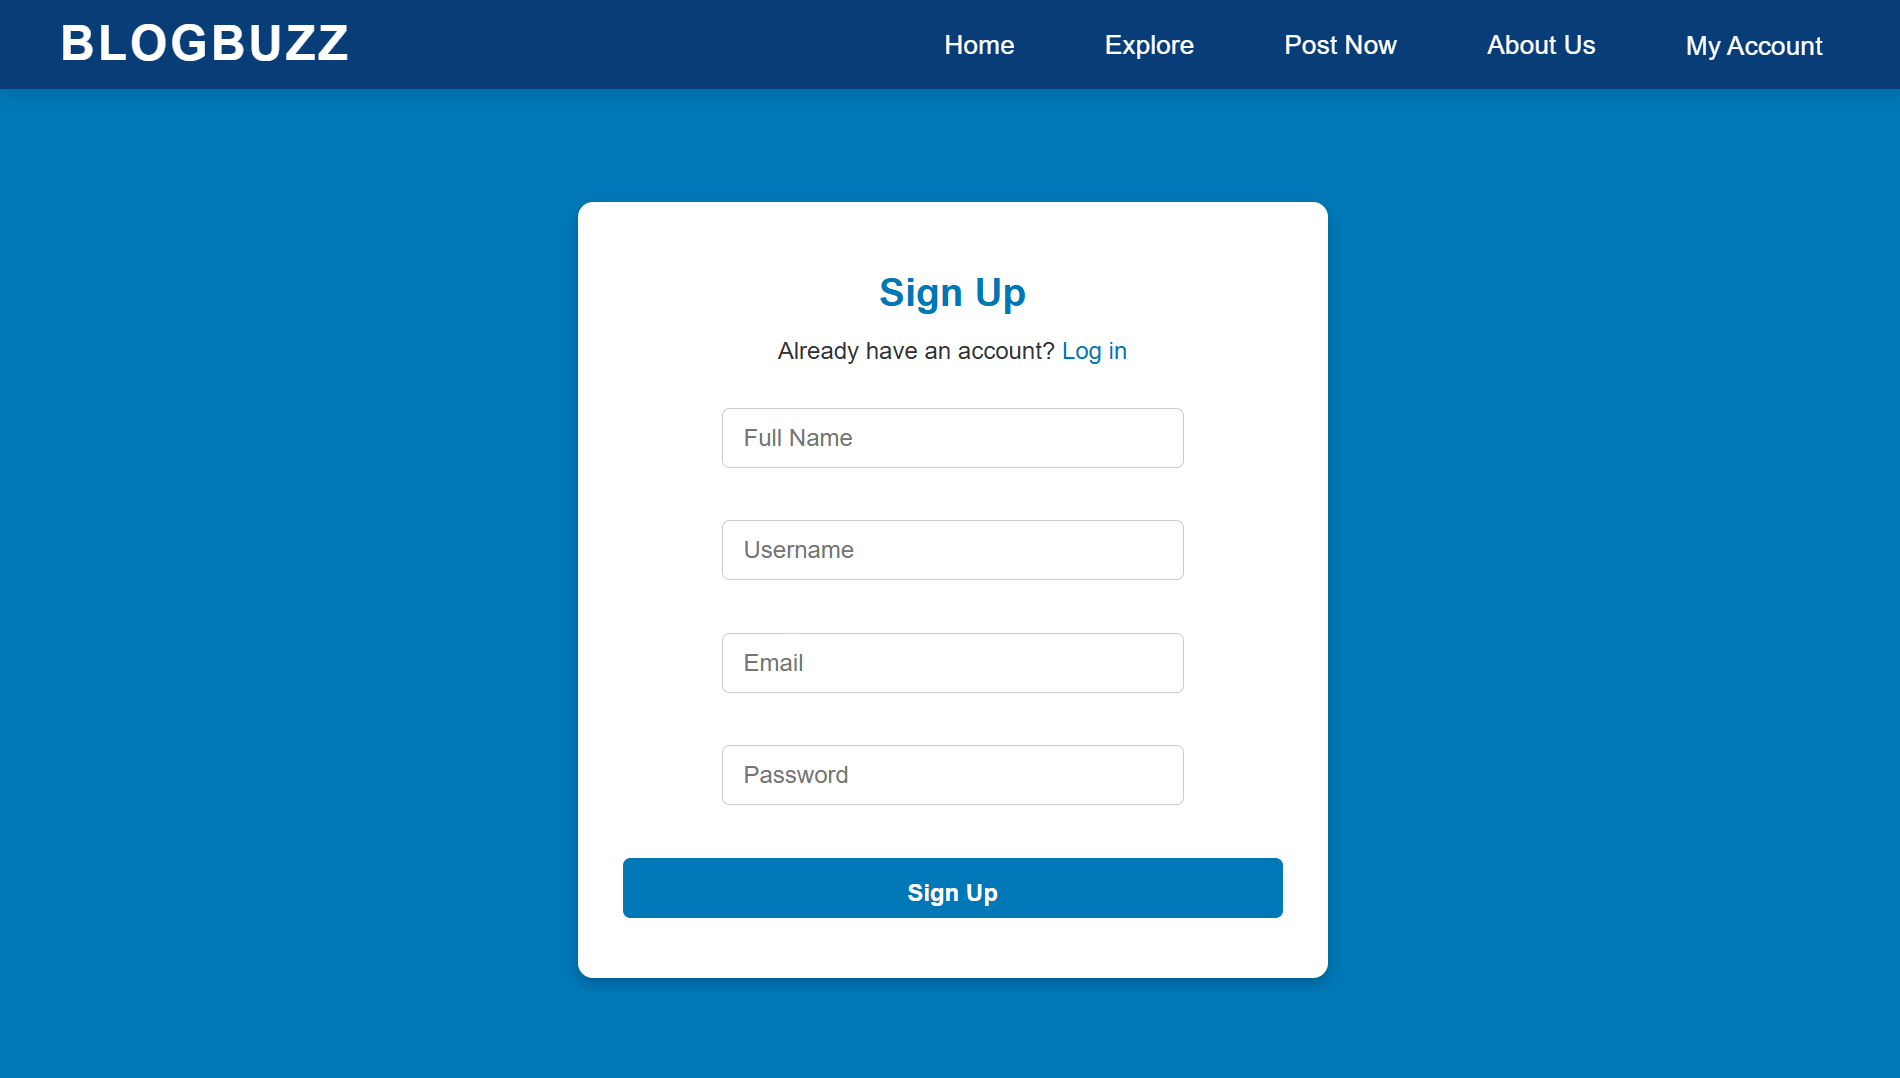 BLOGBUZZ Home Explore Post Now About Us My Account
Sign Up
Already have an account? Log in
Full Name
Username
Email
Password
Sign Up